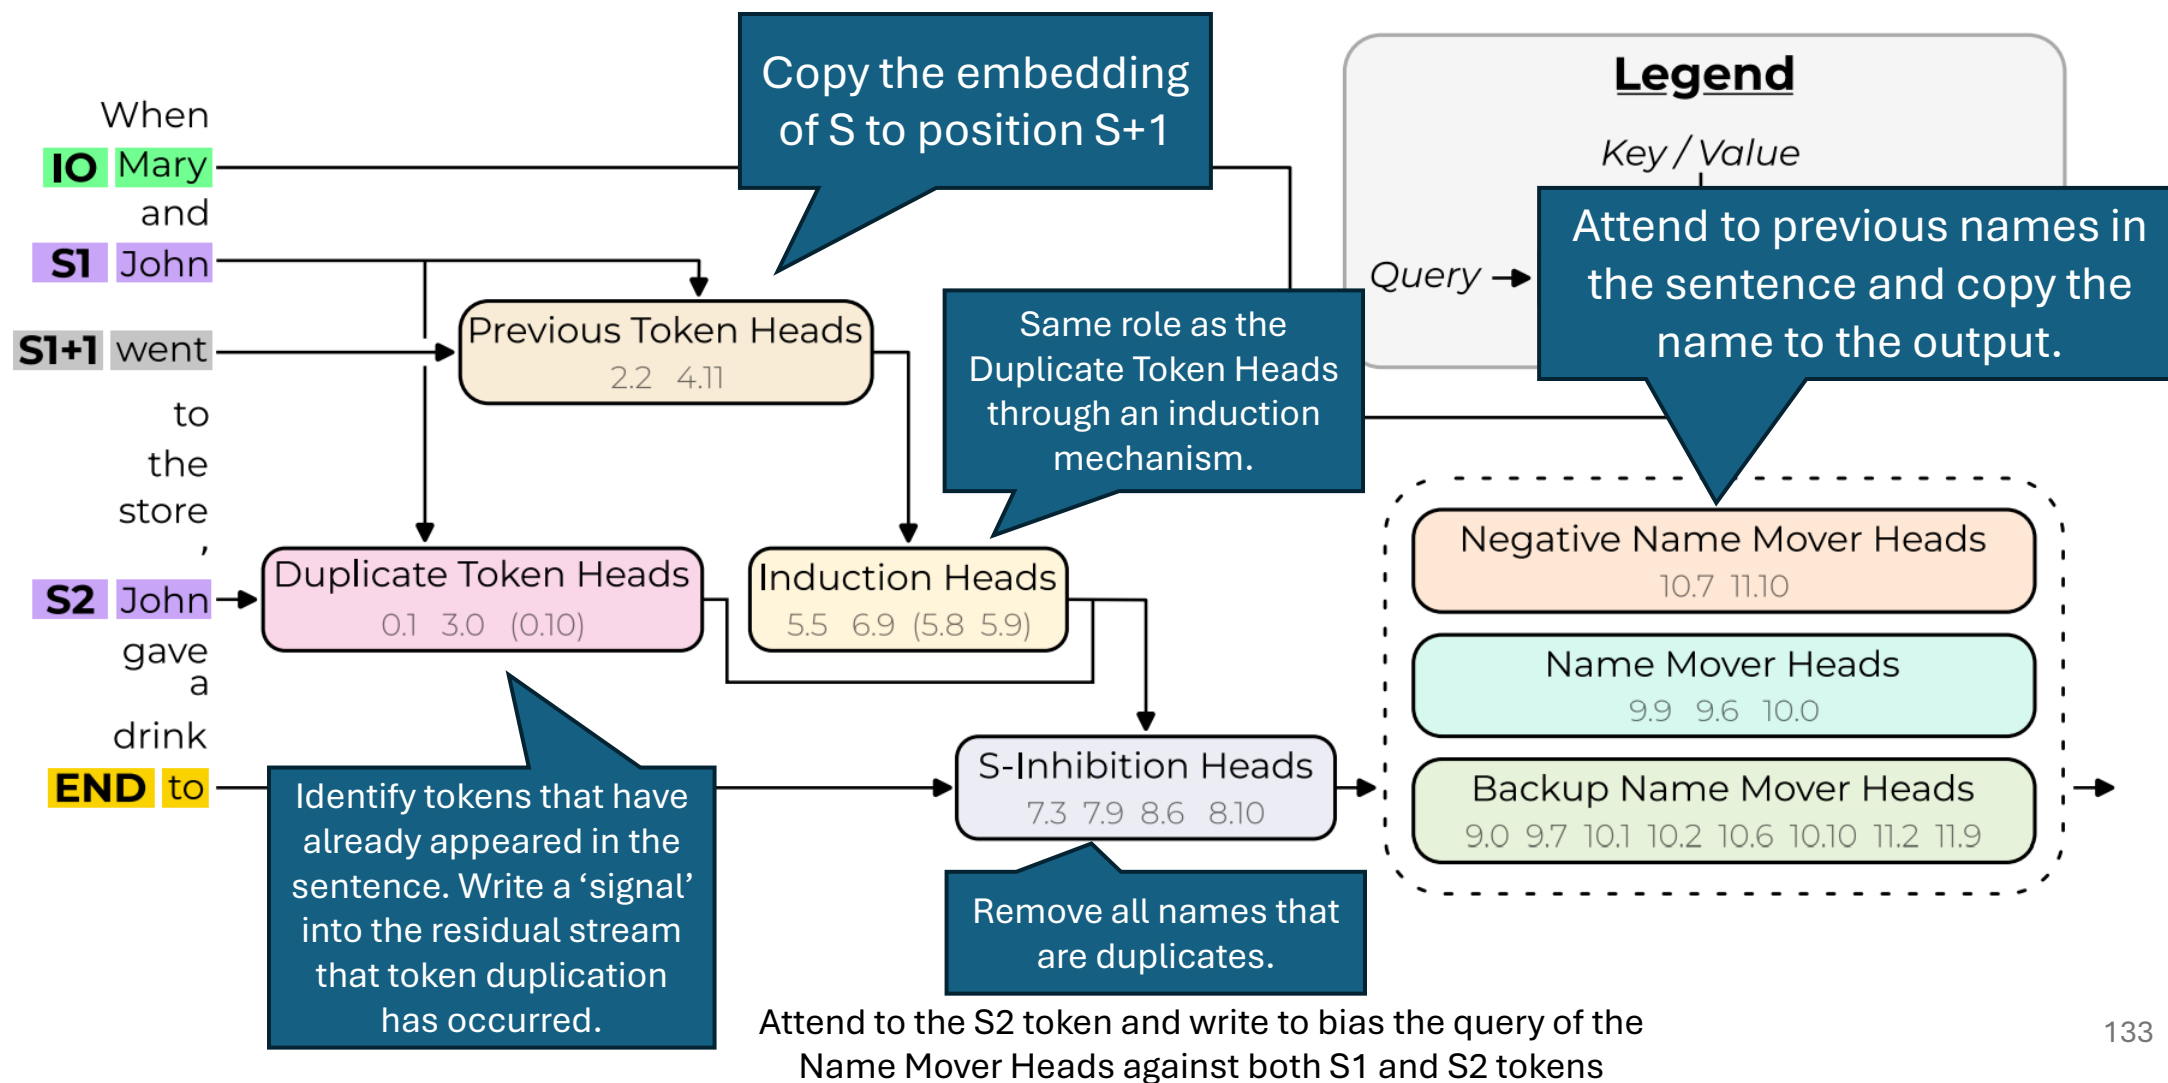 When
IO Mary
and
S1 John
S1+1 went
to
the
store
,
S2 John
gave
a
drink
END to
Copy the embedding
of S to position S+1
Previous Token Heads
2.2 4.11
Same role as the
Duplicate Token Heads
through an induction
mechanism.
Legend
Key / Value
Query
Attend to previous names in
the sentence and copy the
name to the output.
Duplicate Token Heads
0.1 3.0 (0.10)
Induction Heads
5.5 6.9 (5.8 5.9)
Identify tokens that have
already appeared in the
sentence. Write a ‘signal’
into the residual stream
that token duplication
has occurred.
S-Inhibition Heads
7.3 7.9 8.6 8.10
Remove all names that
are duplicates.
Negative Name Mover Heads
10.7 11.10
Name Mover Heads
9.9 9.6 10.0
Backup Name Mover Heads
9.0 9.7 10.1 10.2 10.6 10.10 11.2 11.9
Attend to the S2 token and write to bias the query of the
Name Mover Heads against both S1 and S2 tokens
133